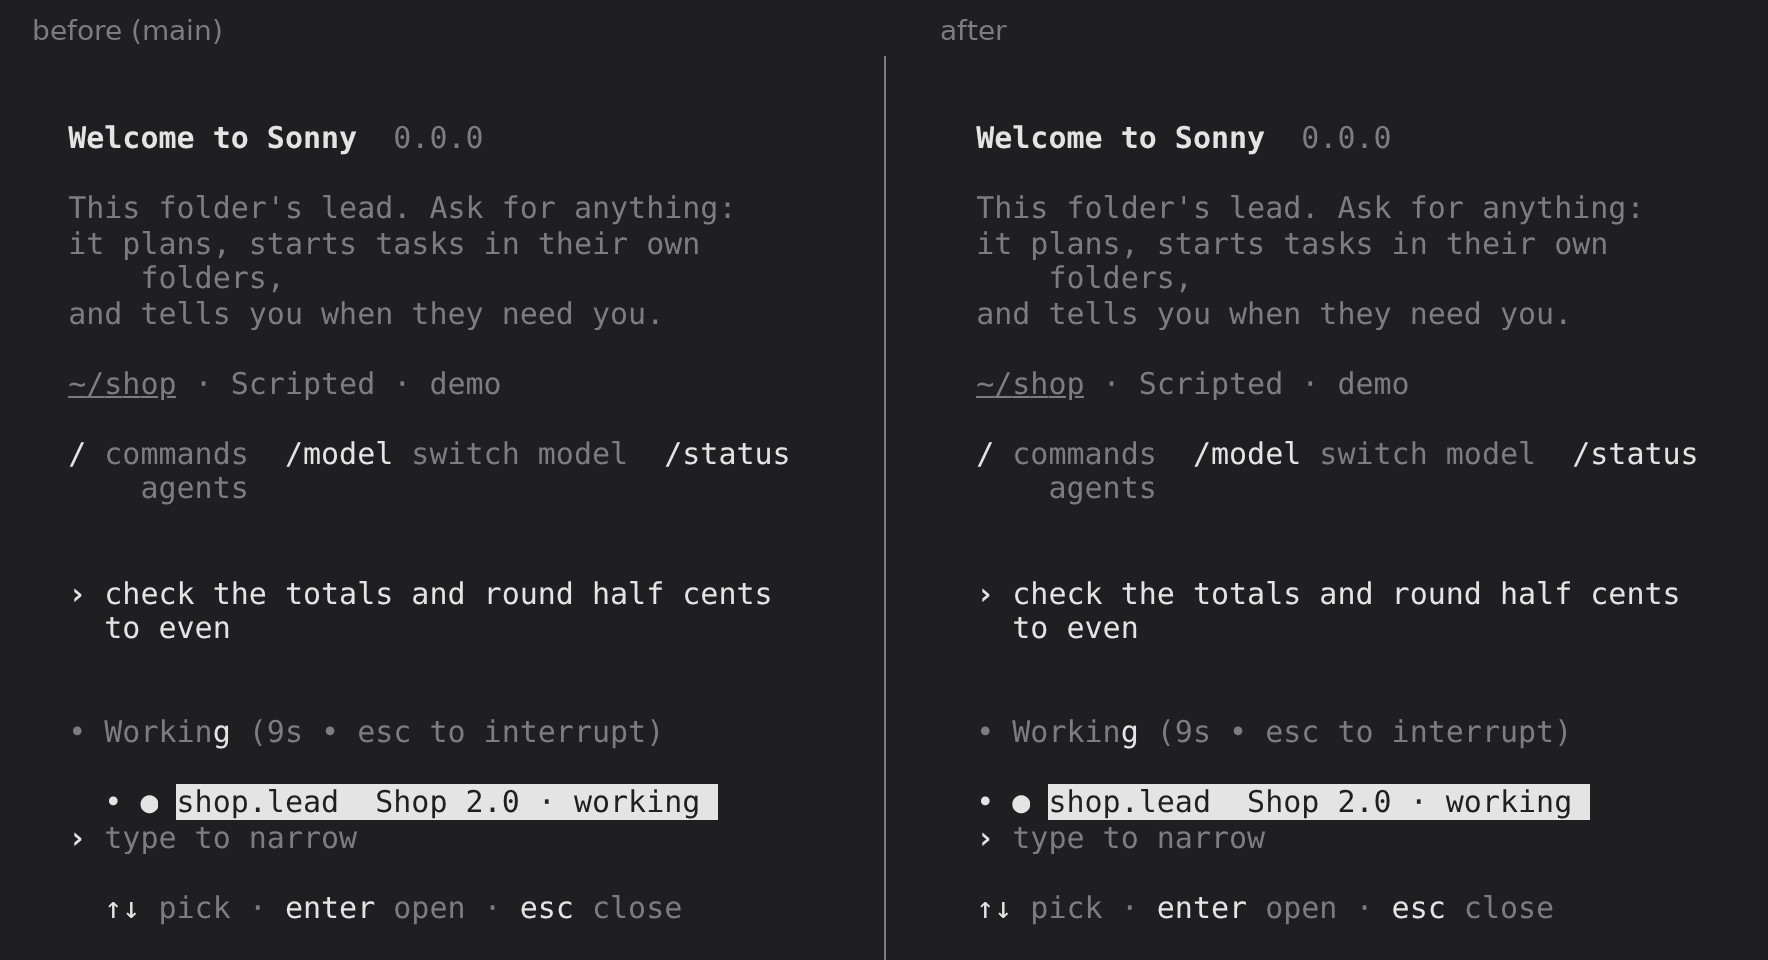 before (main)
Welcome to Sonny  0.0.0
This folder's lead. Ask for anything:
it plans, starts tasks in their own
folders,
and tells you when they need you.
~/shop · Scripted · demo
/ commands  /model switch model  /status
agents
› check the totals and round half cents
to even
• Working (9s • esc to interrupt)
• ● shop.lead  Shop 2.0 · working
› type to narrow
↑↓ pick · enter open · esc close
after
Welcome to Sonny  0.0.0
This folder's lead. Ask for anything:
it plans, starts tasks in their own
folders,
and tells you when they need you.
~/shop · Scripted · demo
/ commands  /model switch model  /status
agents
› check the totals and round half cents
to even
• Working (9s • esc to interrupt)
• ● shop.lead  Shop 2.0 · working
› type to narrow
↑↓ pick · enter open · esc close